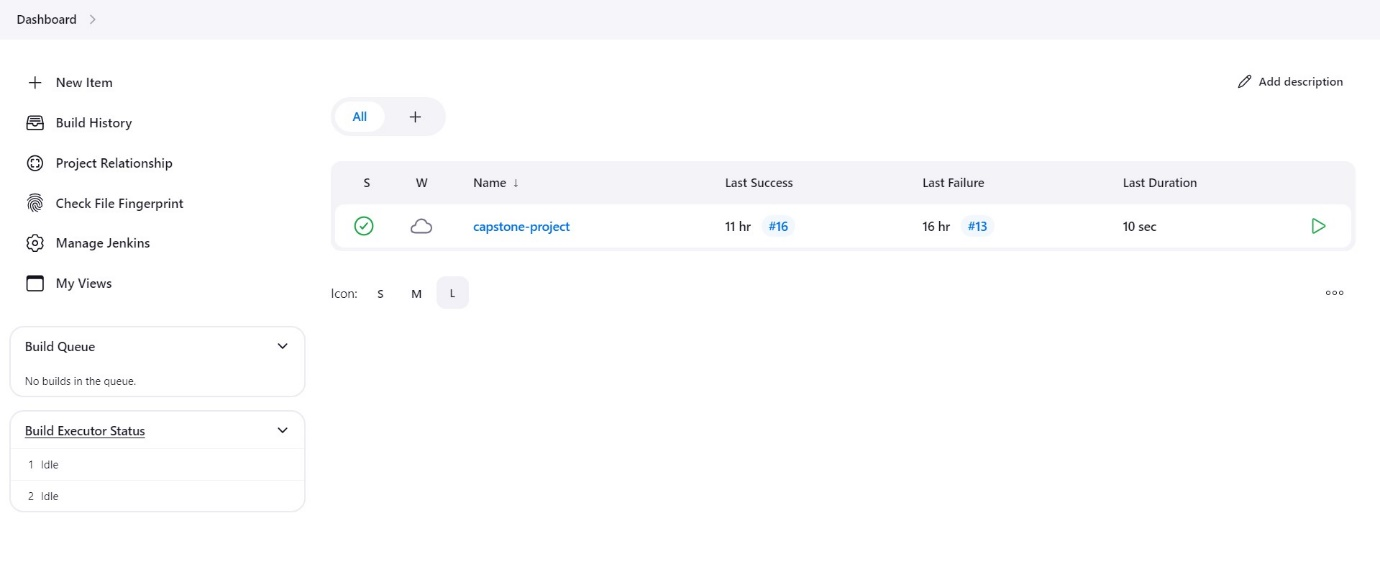 Dashboard
New Item
Build History
Project Relationship
Check File Fingerprint
Manage Jenkins
My Views
Build Queue
No builds in the queue.
Build Executor Status
1 Idle
2 Idle
Add description
All
S W Name ↓ Last Success Last Failure Last Duration
capstone-project 11 hr #16 16 hr #13 10 sec
Icon: S M L